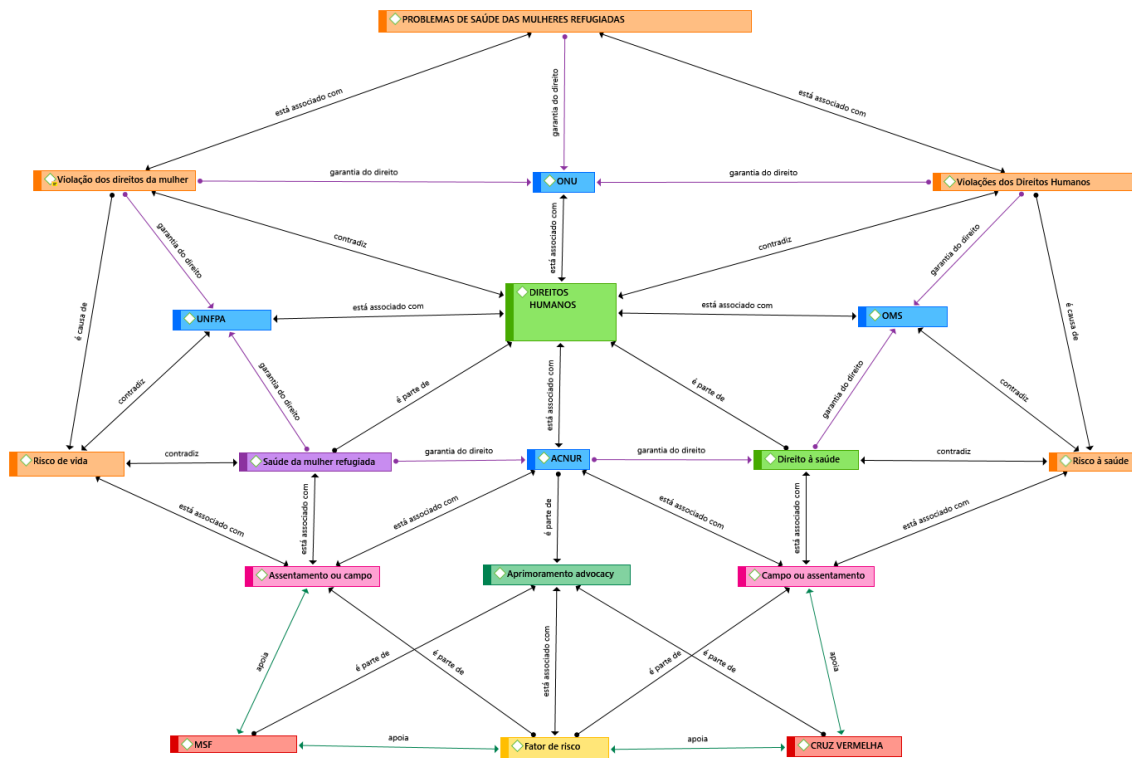 PROBLEMAS DE SAÚDE DAS MULHERES REFUGIADAS
está associado com
garantia do direito
está associado com
Violação dos direitos da mulher
garantia do direito
ONU
garantia do direito
Violações dos Direitos Humanos
garantia do direito
contradiz
está associado com
contradiz
garantia do direito
é causa de
UNFPA
está associado com
DIREITOS
HUMANOS
está associado com
OMS
é causa de
contradiz
garantia do direito
é parte de
está associado com
é parte de
garantia do direito
contradiz
Risco de vida
contradiz
Saúde da mulher refugiada
garantia do direito
ACNUR
garantia do direito
Direito à saúde
contradiz
Risco à saúde
está associado com
está associado com
está associado com
é parte de
está associado com
está associado com
está associado com
Assentamento ou campo
Aprimoramento advocacy
Campo ou assentamento
apoia
é parte de
é parte de
está associado com
é parte de
é parte de
apoia
MSF
apoia
Fator de risco
apoia
CRUZ VERMELHA